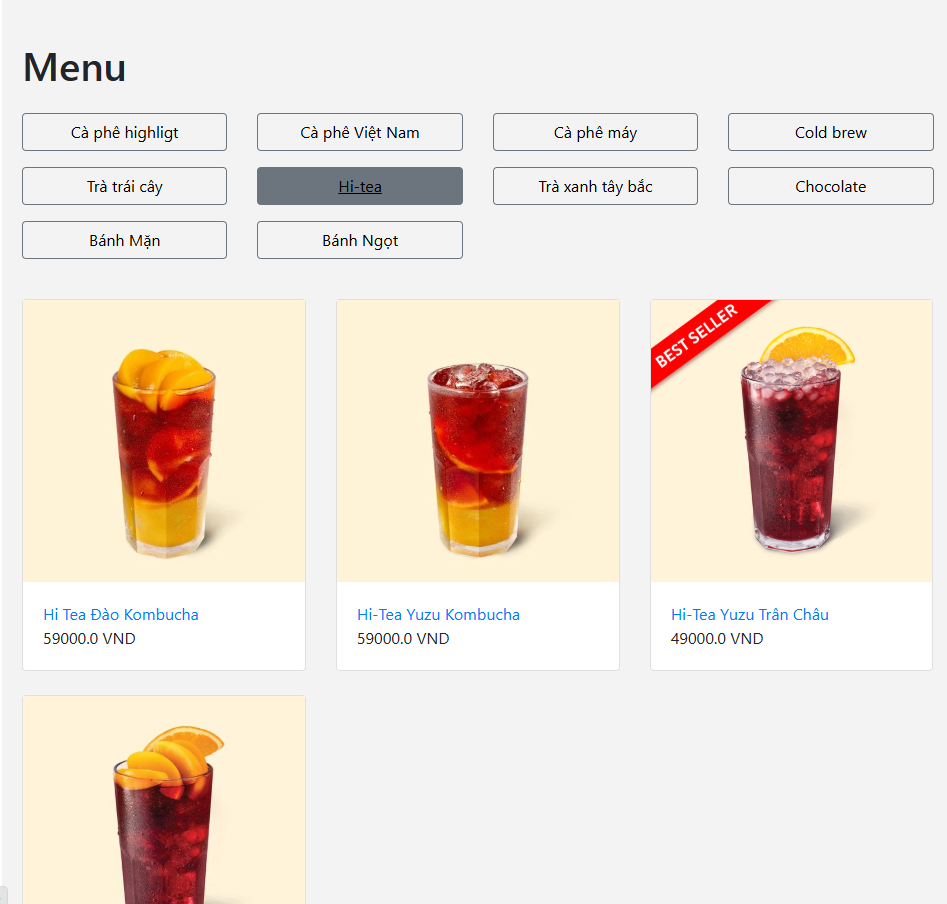 Menu
Cà phê highligt
Cà phê Việt Nam
Cà phê máy
Cold brew
Trà trái cây
Hi-tea
Trà xanh tây bắc
Chocolate
Bánh Mặn
Bánh Ngọt
BEST SELLER
Hi Tea Đào Kombucha
59000.0 VND
Hi-Tea Yuzu Kombucha
59000.0 VND
Hi-Tea Yuzu Trân Châu
49000.0 VND